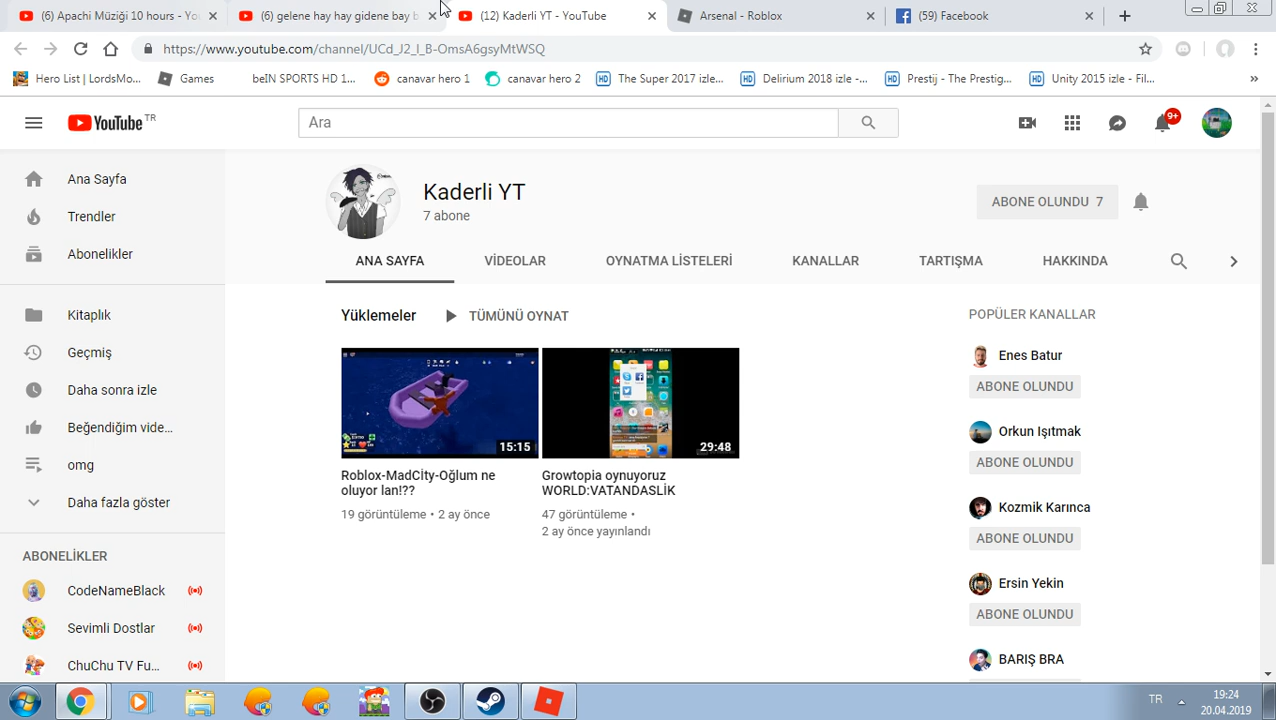 (6) Apachi Müziği 10 hours - Yo
(6) gelene hay hay gidene bay b
(12) Kaderli YT - YouTube
Arsenal - Roblox
(59) Facebook
https://www.youtube.com/channel/UCd_J2_l_B-OmsA6gsyMtWSQ
Hero List | LordsMo...
Games
beIN SPORTS HD 1...
canavar hero 1
canavar hero 2
The Super 2017 izle...
Delirium 2018 izle -...
Prestij - The Prestig...
Unity 2015 izle - Fil...
YouTube TR
Ara
9+
Ana Sayfa
Trendler
Abonelikler
Kitaplık
Geçmiş
Daha sonra izle
Beğendiğim vide...
omg
Daha fazla göster
ABONELİKLER
CodeNameBlack
Sevimli Dostlar
ChuChu TV Fu...
Kaderli YT
7 abone
ABONE OLUNDU 7
ANA SAYFA
VİDEOLAR
OYNATMA LİSTELERİ
KANALLAR
TARTIŞMA
HAKKINDA
Yüklemeler
TÜMÜNÜ OYNAT
15:15
Roblox-MadCİty-Oğlum ne
oluyor lan!??
19 görüntüleme • 2 ay önce
29:48
Growtopia oynuyoruz
WORLD:VATANDASLİK
47 görüntüleme •
2 ay önce yayınlandı
POPÜLER KANALLAR
Enes Batur
ABONE OLUNDU
Orkun Işıtmak
ABONE OLUNDU
Kozmik Karınca
ABONE OLUNDU
Ersin Yekin
ABONE OLUNDU
BARIŞ BRA
TR
19:24
20.04.2019